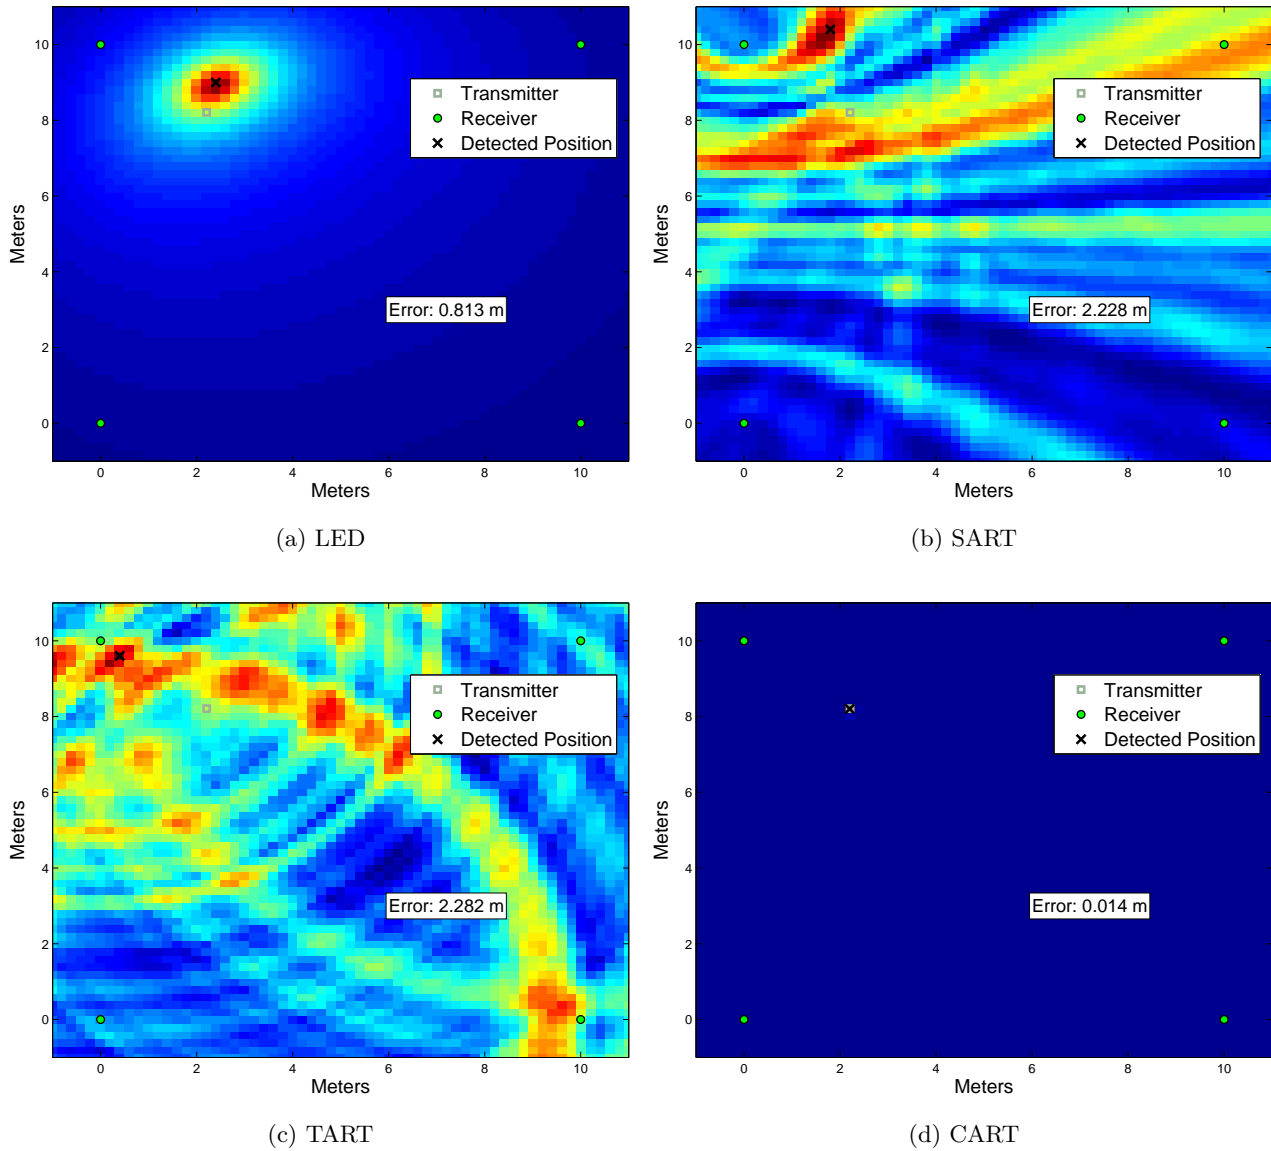 10
8
6
4
2
0
Meters
0 2 4 6 8 10
Meters
Transmitter
Receiver
Detected Position
Error: 0.813 m
(a) LED
10
8
6
4
2
0
Meters
0 2 4 6 8 10
Meters
Transmitter
Receiver
Detected Position
Error: 2.228 m
(b) SART
10
8
6
4
2
0
Meters
0 2 4 6 8 10
Meters
Transmitter
Receiver
Detected Position
Error: 2.282 m
(c) TART
10
8
6
4
2
0
Meters
0 2 4 6 8 10
Meters
Transmitter
Receiver
Detected Position
Error: 0.014 m
(d) CART